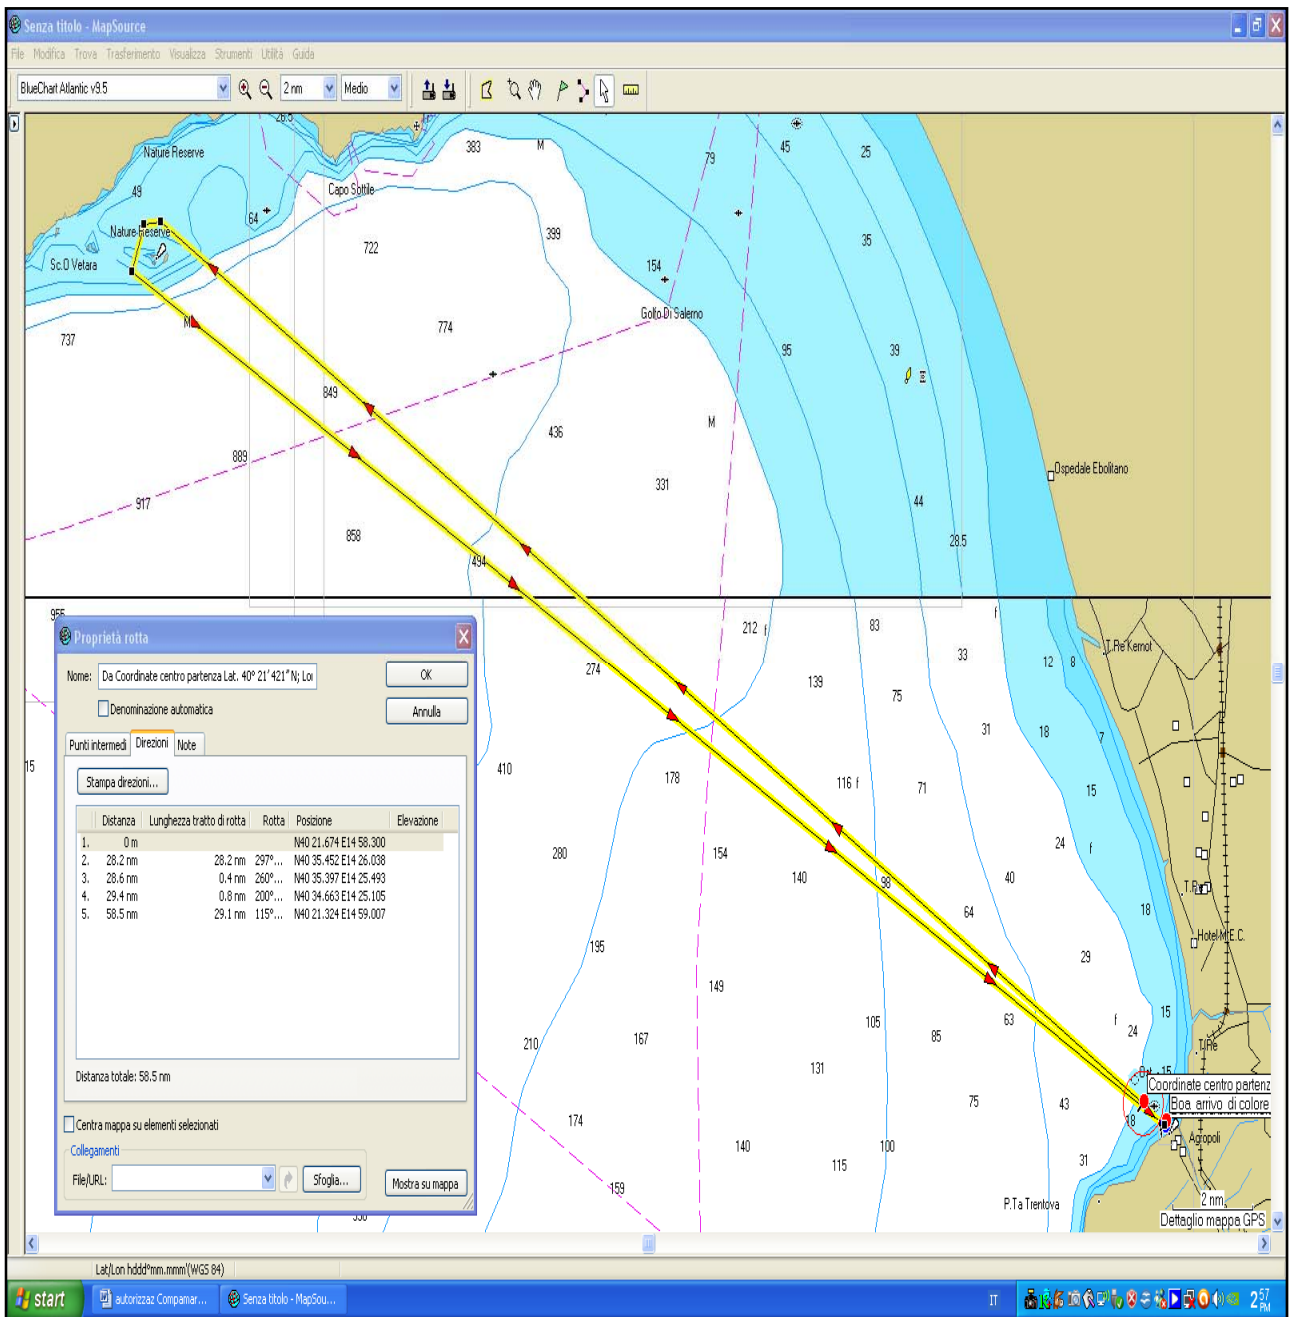 Senza titolo - MapSource
File Modifica Trova Trasferimento Visualizza Strumenti Utilità Guida
BlueChart Atlantic v9.5 2 nm Medio
26.5
Nature Reserve
383 M
79 45 25
49
Capo Sottile
64
Nature Reserve
722 399
35
Sc.O Vetara
154
Golfo Di Salerno
M
737 774
95 39
849
436 M
889
331
Ospedale Ebolitano
917
44
858
28.5
494
955
212 f 83 f
T.Re Kernot
33 12 8
274
139 75
31 18 7
15
410 178 116 f 71
15
24 f
280 154
140 98 40
T.Re
64 18
Hotel M.E.C.
195
29
149
15
105 63 f 24
210 167 85
T.Re
131
15
Coordinate centro partenz
75 43
Boa arrivo di colore
174 18
Agropoli
140 100
115 31
159
P.Ta Trentova
2 nm
Dettaglio mappa GPS
Proprietà rotta
Nome: Da Coordinate centro partenza Lat. 40° 21' 421'' N; Lo
OK
Denominazione automatica
Annulla
Punti intermedi Direzioni Note
Stampa direzioni...
Distanza Lunghezza tratto di rotta Rotta Posizione Elevazione
1. 0 m N40 21.674 E14 58.300
2. 28.2 nm 28.2 nm 297°... N40 35.452 E14 26.038
3. 28.6 nm 0.4 nm 260°... N40 35.397 E14 25.493
4. 29.4 nm 0.8 nm 200°... N40 34.663 E14 25.105
5. 58.5 nm 29.1 nm 115°... N40 21.324 E14 59.007
Distanza totale: 58.5 nm
Centra mappa su elementi selezionati
Collegamenti
File/URL: Sfoglia... Mostra su mappa
Lat/Lon hddd°mm.mmm'(WGS 84)
start autorizzaz Compamar... Senza titolo - MapSou... IT 2:57 PM